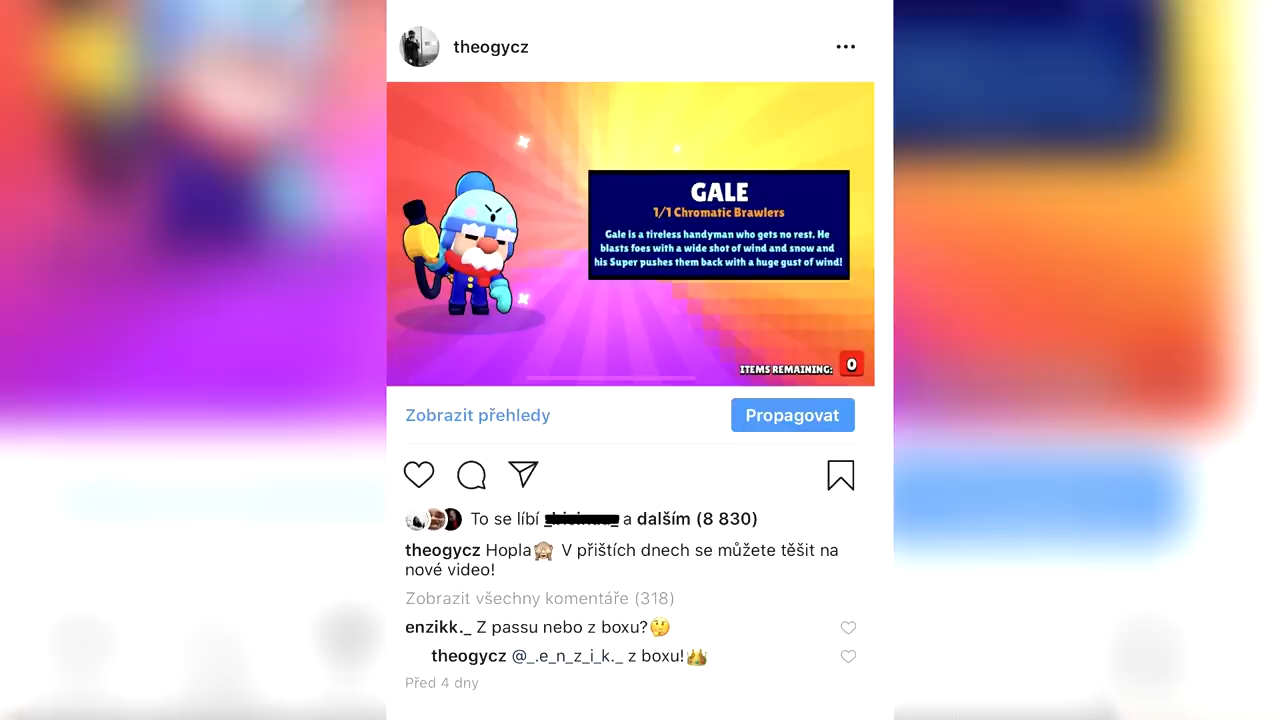 theogycz
GALE
1/1 Chromatic Brawlers
Gale is a tireless handyman who gets no rest. He
blasts foes with a wide shot of wind and snow and
his Super pushes them back with a huge gust of wind!
ITEMS REMAINING: 0
Zobrazit přehledy
Propagovat
To se líbí a dalším (8 830)
theogycz Hopla🙈 V přištích dnech se můžete těšit na
nové video!
Zobrazit všechny komentáře (318)
enzikk._ Z passu nebo z boxu?🤔
theogycz @_.e_n_z_i_k._ z boxu!👑
Před 4 dny